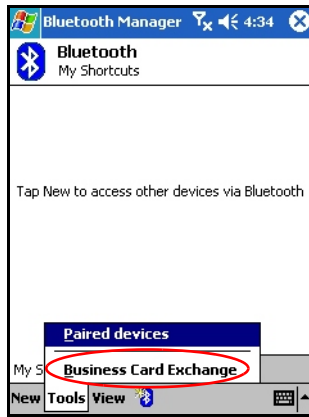 Bluetooth Manager 4:34
Bluetooth
My Shortcuts
Tap New to access other devices via Bluetooth
Paired devices
My S
Business Card Exchange
New Tools View